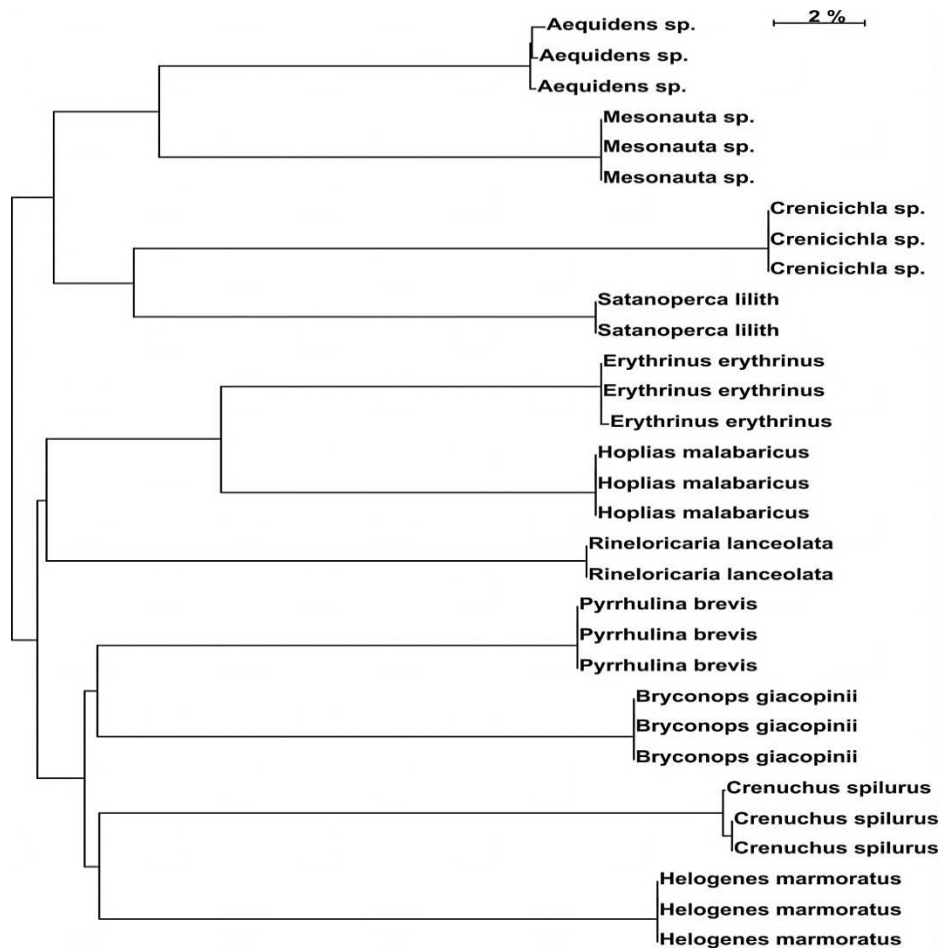 2 %
Aequidens sp.
Aequidens sp.
Aequidens sp.
Mesonauta sp.
Mesonauta sp.
Mesonauta sp.
Crenicichla sp.
Crenicichla sp.
Crenicichla sp.
Satanoperca lilith
Satanoperca lilith
Erythrinus erythrinus
Erythrinus erythrinus
Erythrinus erythrinus
Hoplias malabaricus
Hoplias malabaricus
Hoplias malabaricus
Rineloricaria lanceolata
Rineloricaria lanceolata
Pyrrhulina brevis
Pyrrhulina brevis
Pyrrhulina brevis
Bryconops giacopinii
Bryconops giacopinii
Bryconops giacopinii
Crenuchus spilurus
Crenuchus spilurus
Crenuchus spilurus
Helogenes marmoratus
Helogenes marmoratus
Helogenes marmoratus